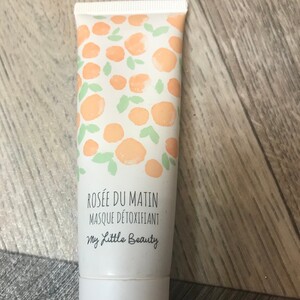 ROSÉE DU MATIN
MASQUE DÉTOXIFIANT
My Little Beauty